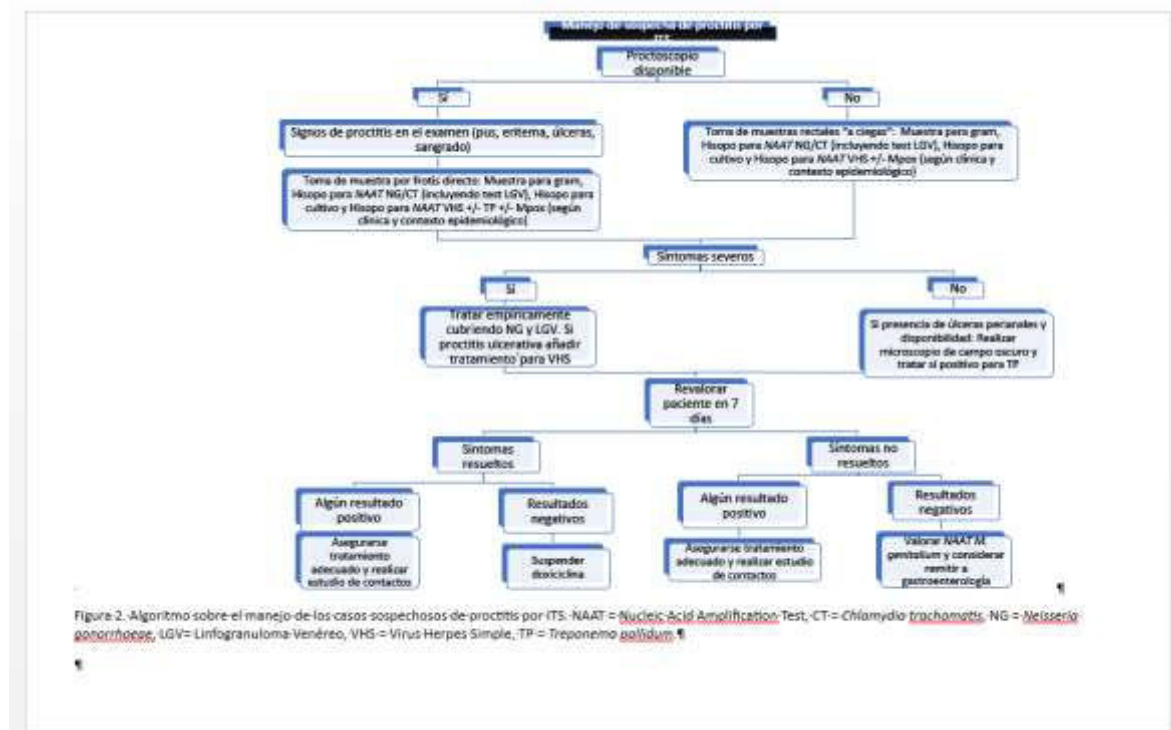 Manejo de sospecha de proctitis por
ITS
Proctoscopio
disponible
Sí
No
Signos de proctitis en el examen (pus, eritema, úlceras,
sangrado)
Toma de muestras rectales "a ciegas": Muestra para gram,
Hisopo para NAAT NG/CT (incluyendo test LGV), Hisopo para
cultivo y Hisopo para NAAT VHS +/- Mpox (según clínica y
contexto epidemiológico)
Toma de muestra por frotis directo: Muestra para gram,
Hisopo para NAAT NG/CT (incluyendo test LGV), Hisopo para
cultivo y Hisopo para NAAT VHS +/- TP +/- Mpox (según
clínica y contexto epidemiológico)
Síntomas severos
Sí
No
Tratar empíricamente
cubriendo NG y LGV. Si
proctitis ulcerativa añadir
tratamiento para VHS
Si presencia de úlceras perianales y
disponibilidad: Realizar
microscopio de campo oscuro y
tratar si positivo para TP
Revalorar
paciente en 7
días
Síntomas
resueltos
Síntomas no
resueltos
Algún resultado
positivo
Resultados
negativos
Algún resultado
positivo
Resultados
negativos
Asegurarse
tratamiento
adecuado y realizar
estudio de contactos
Suspender
doxiciclina
Asegurarse tratamiento
adecuado y realizar estudio
de contactos
Valorar NAAT M.
genitalium y considerar
remitir a
gastroenterología
¶
Figura 2. Algoritmo sobre el manejo de los casos sospechosos de proctitis por ITS. NAAT = Nucleic Acid Amplification Test, CT = Chlamydia trachomatis, NG = Neisseria
gonorrhoeae, LGV= Linfogranuloma Venéreo, VHS = Virus Herpes Simple, TP = Treponema pallidum.¶
¶